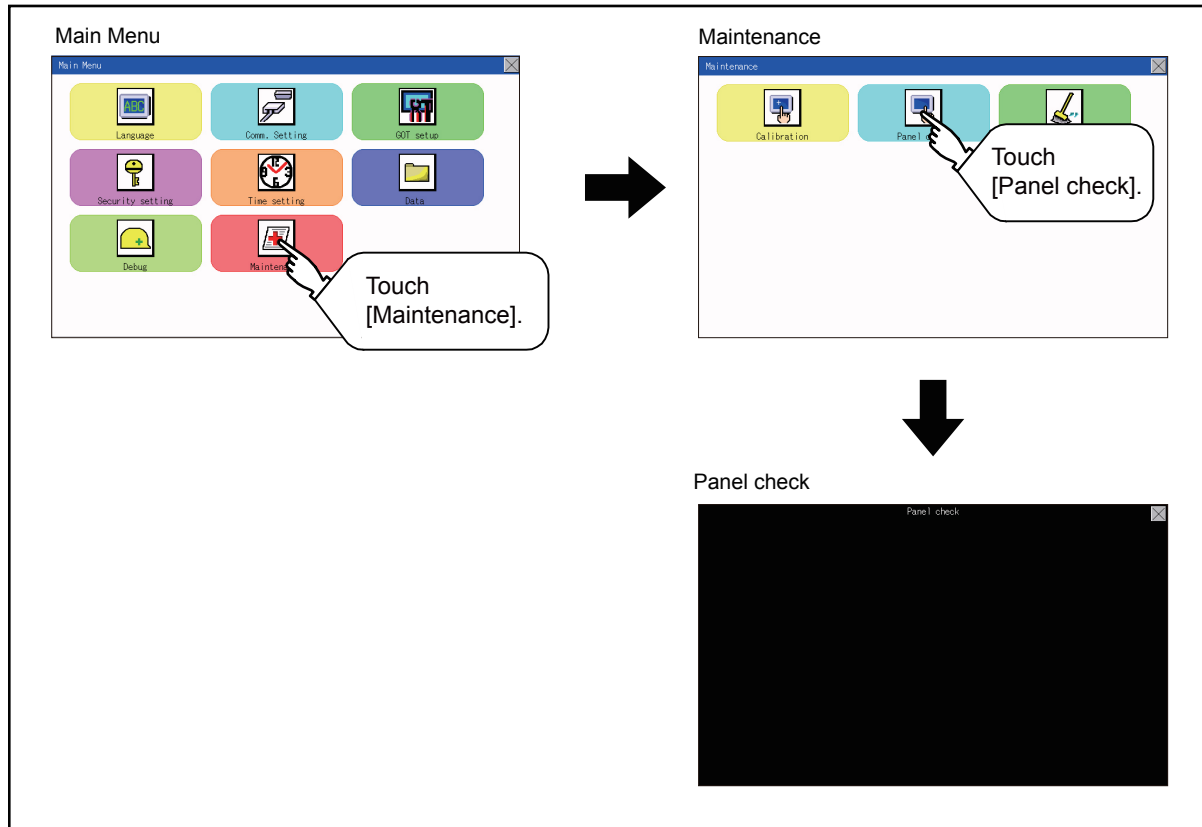 Main Menu
Main Menu
ABC
Language
Comm. Setting
GOT setup
Security setting
Time setting
Data
Debug
Touch
[Maintenance].
Maintenance
Maintenance
Calibration
Touch
[Panel check].
Panel check
Panel check